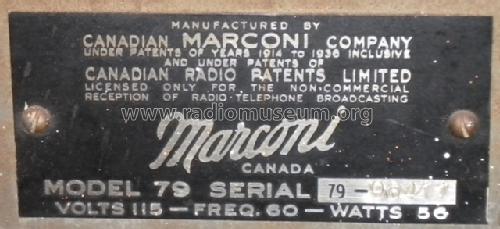 MANUFACTURED BY
CANADIAN MARCONI COMPANY
UNDER PATENTS OF YEARS 1914 TO 1936 INCLUSIVE
AND UNDER PATENTS OF
CANADIAN RADIO PATENTS LIMITED
LICENSED ONLY FOR THE NON-COMMERCIAL
RECEPTION OF RADIO-TELEPHONE BROADCASTING
www.radiomuseum.org
Marconi
CANADA
MODEL 79 SERIAL 79-
VOLTS 115 - FREQ. 60 - WATTS 56